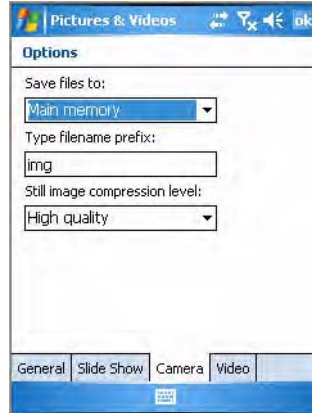 Pictures & Videos ok
Options
Save files to:
Main memory
Type filename prefix:
img
Still image compression level:
High quality
General Slide Show Camera Video